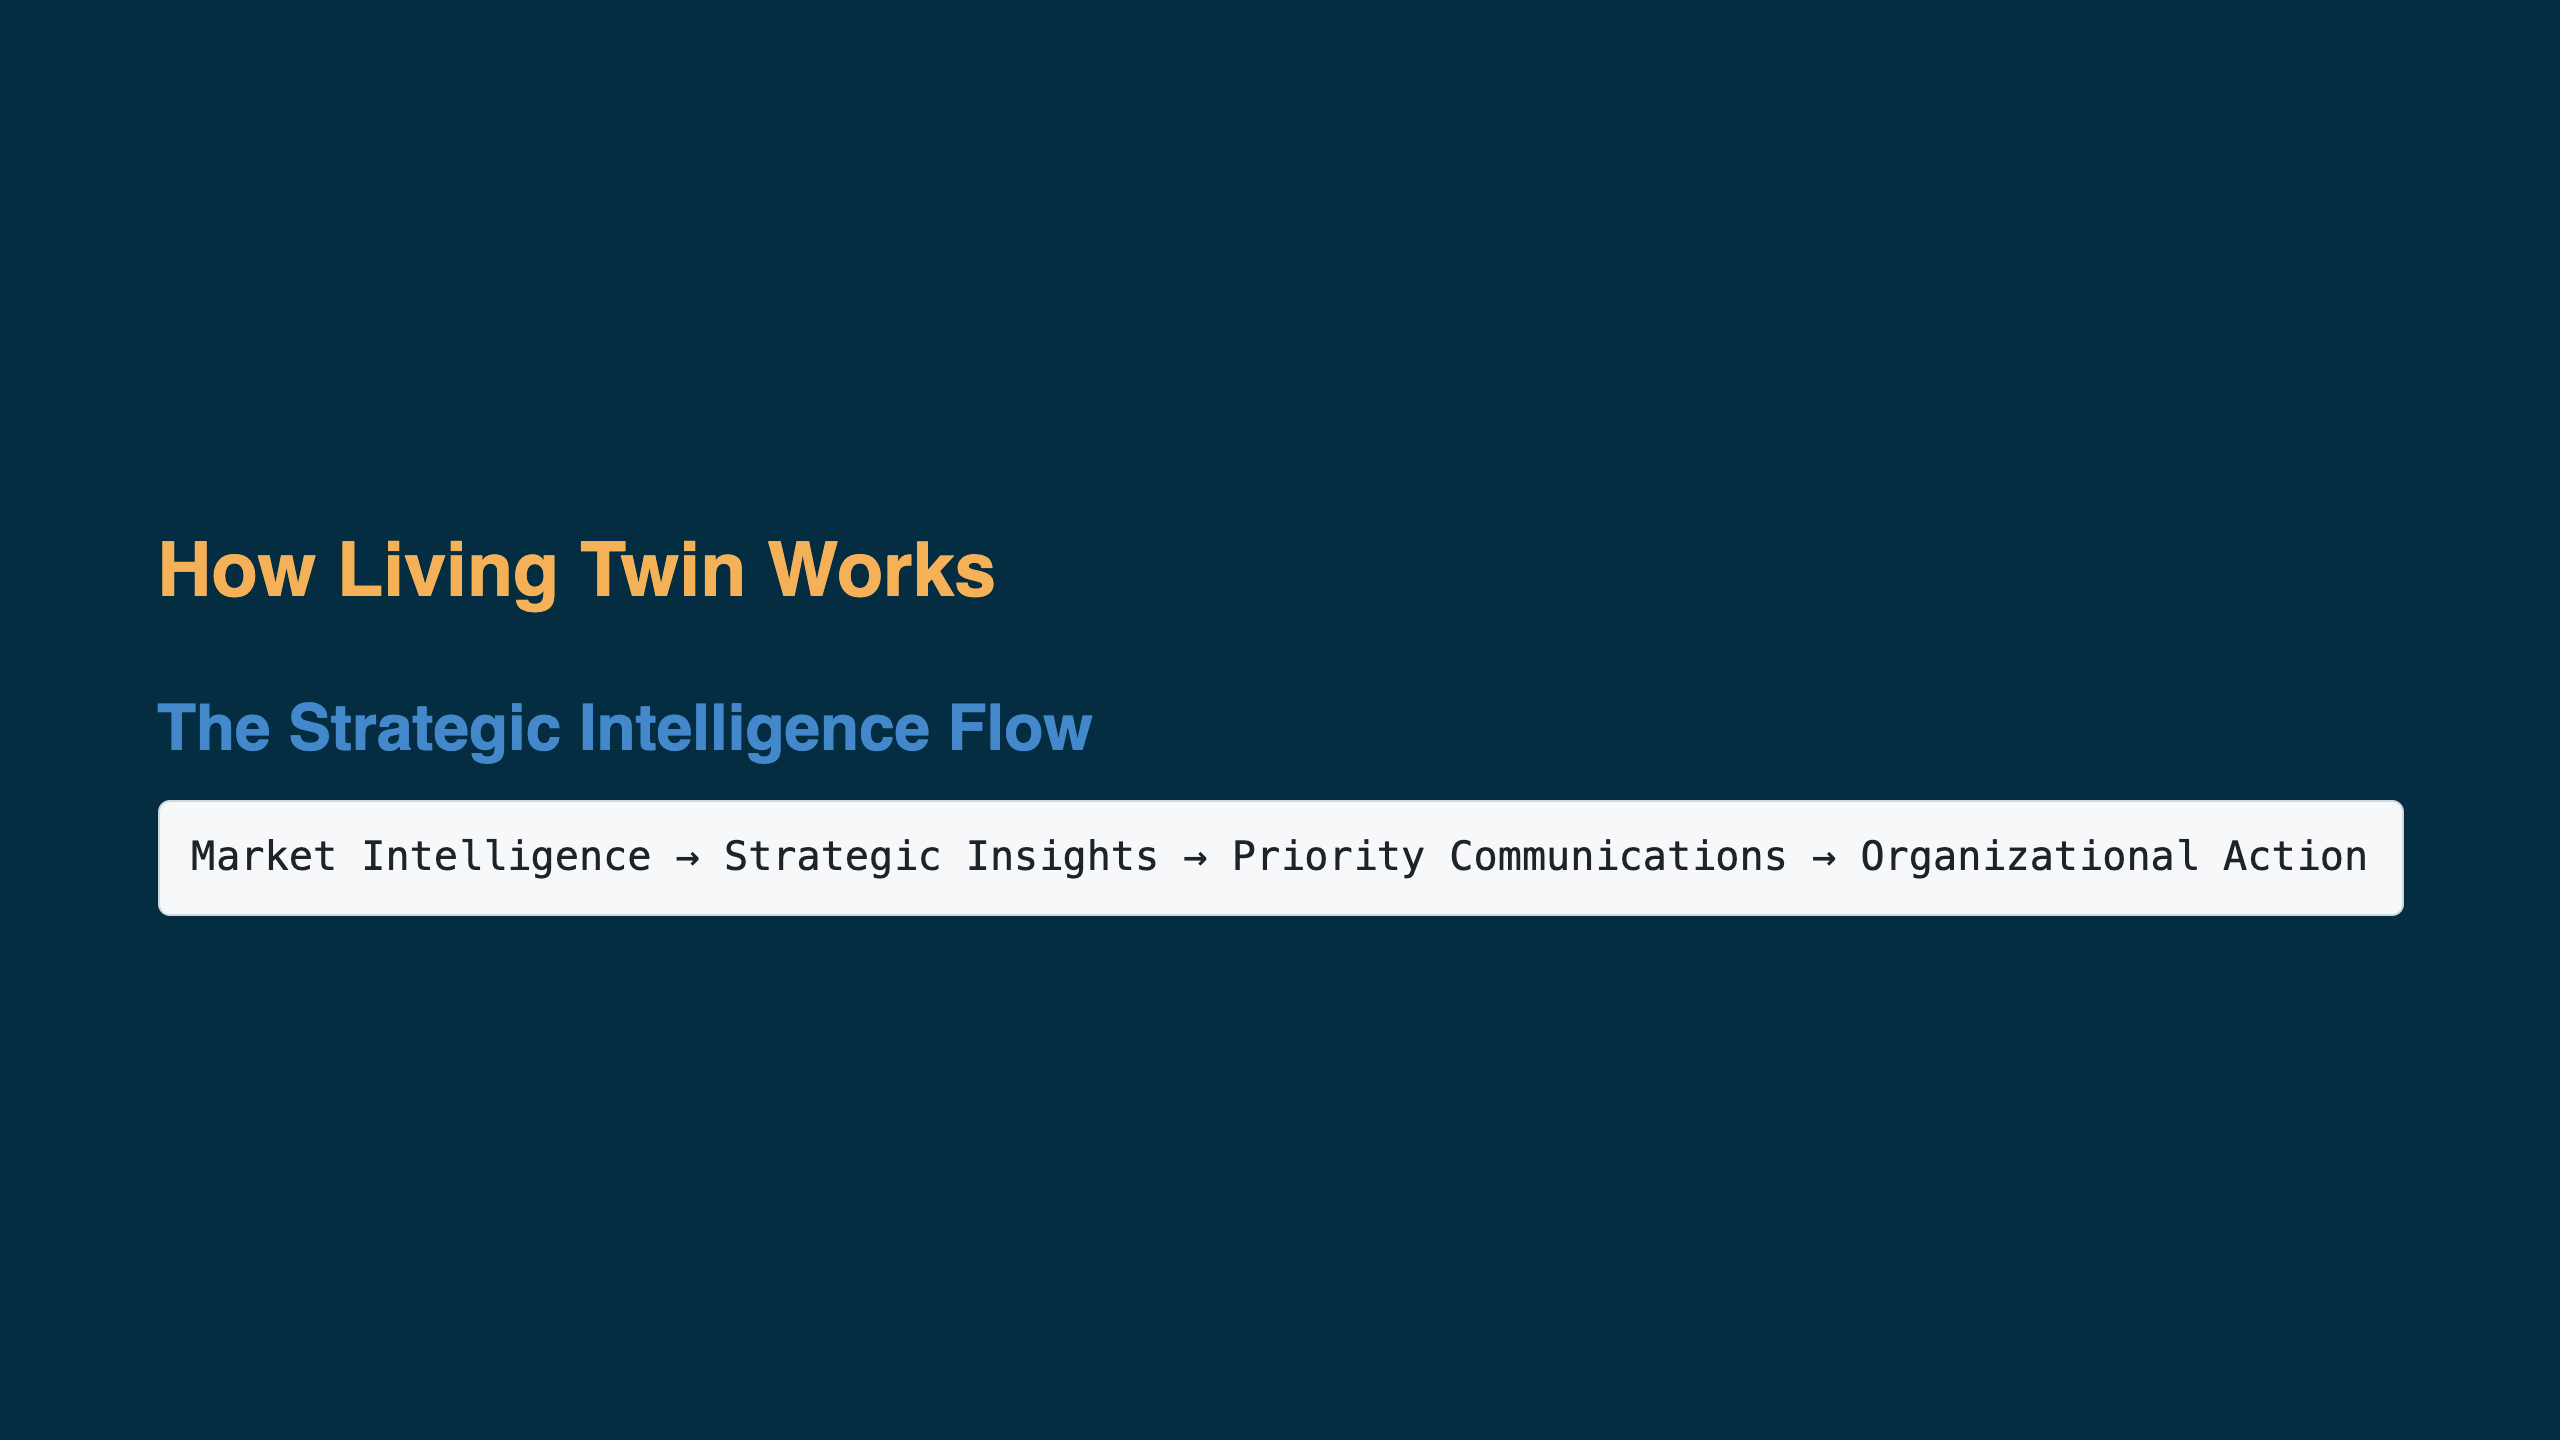 How Living Twin Works
The Strategic Intelligence Flow
Market Intelligence → Strategic Insights → Priority Communications → Organizational Action